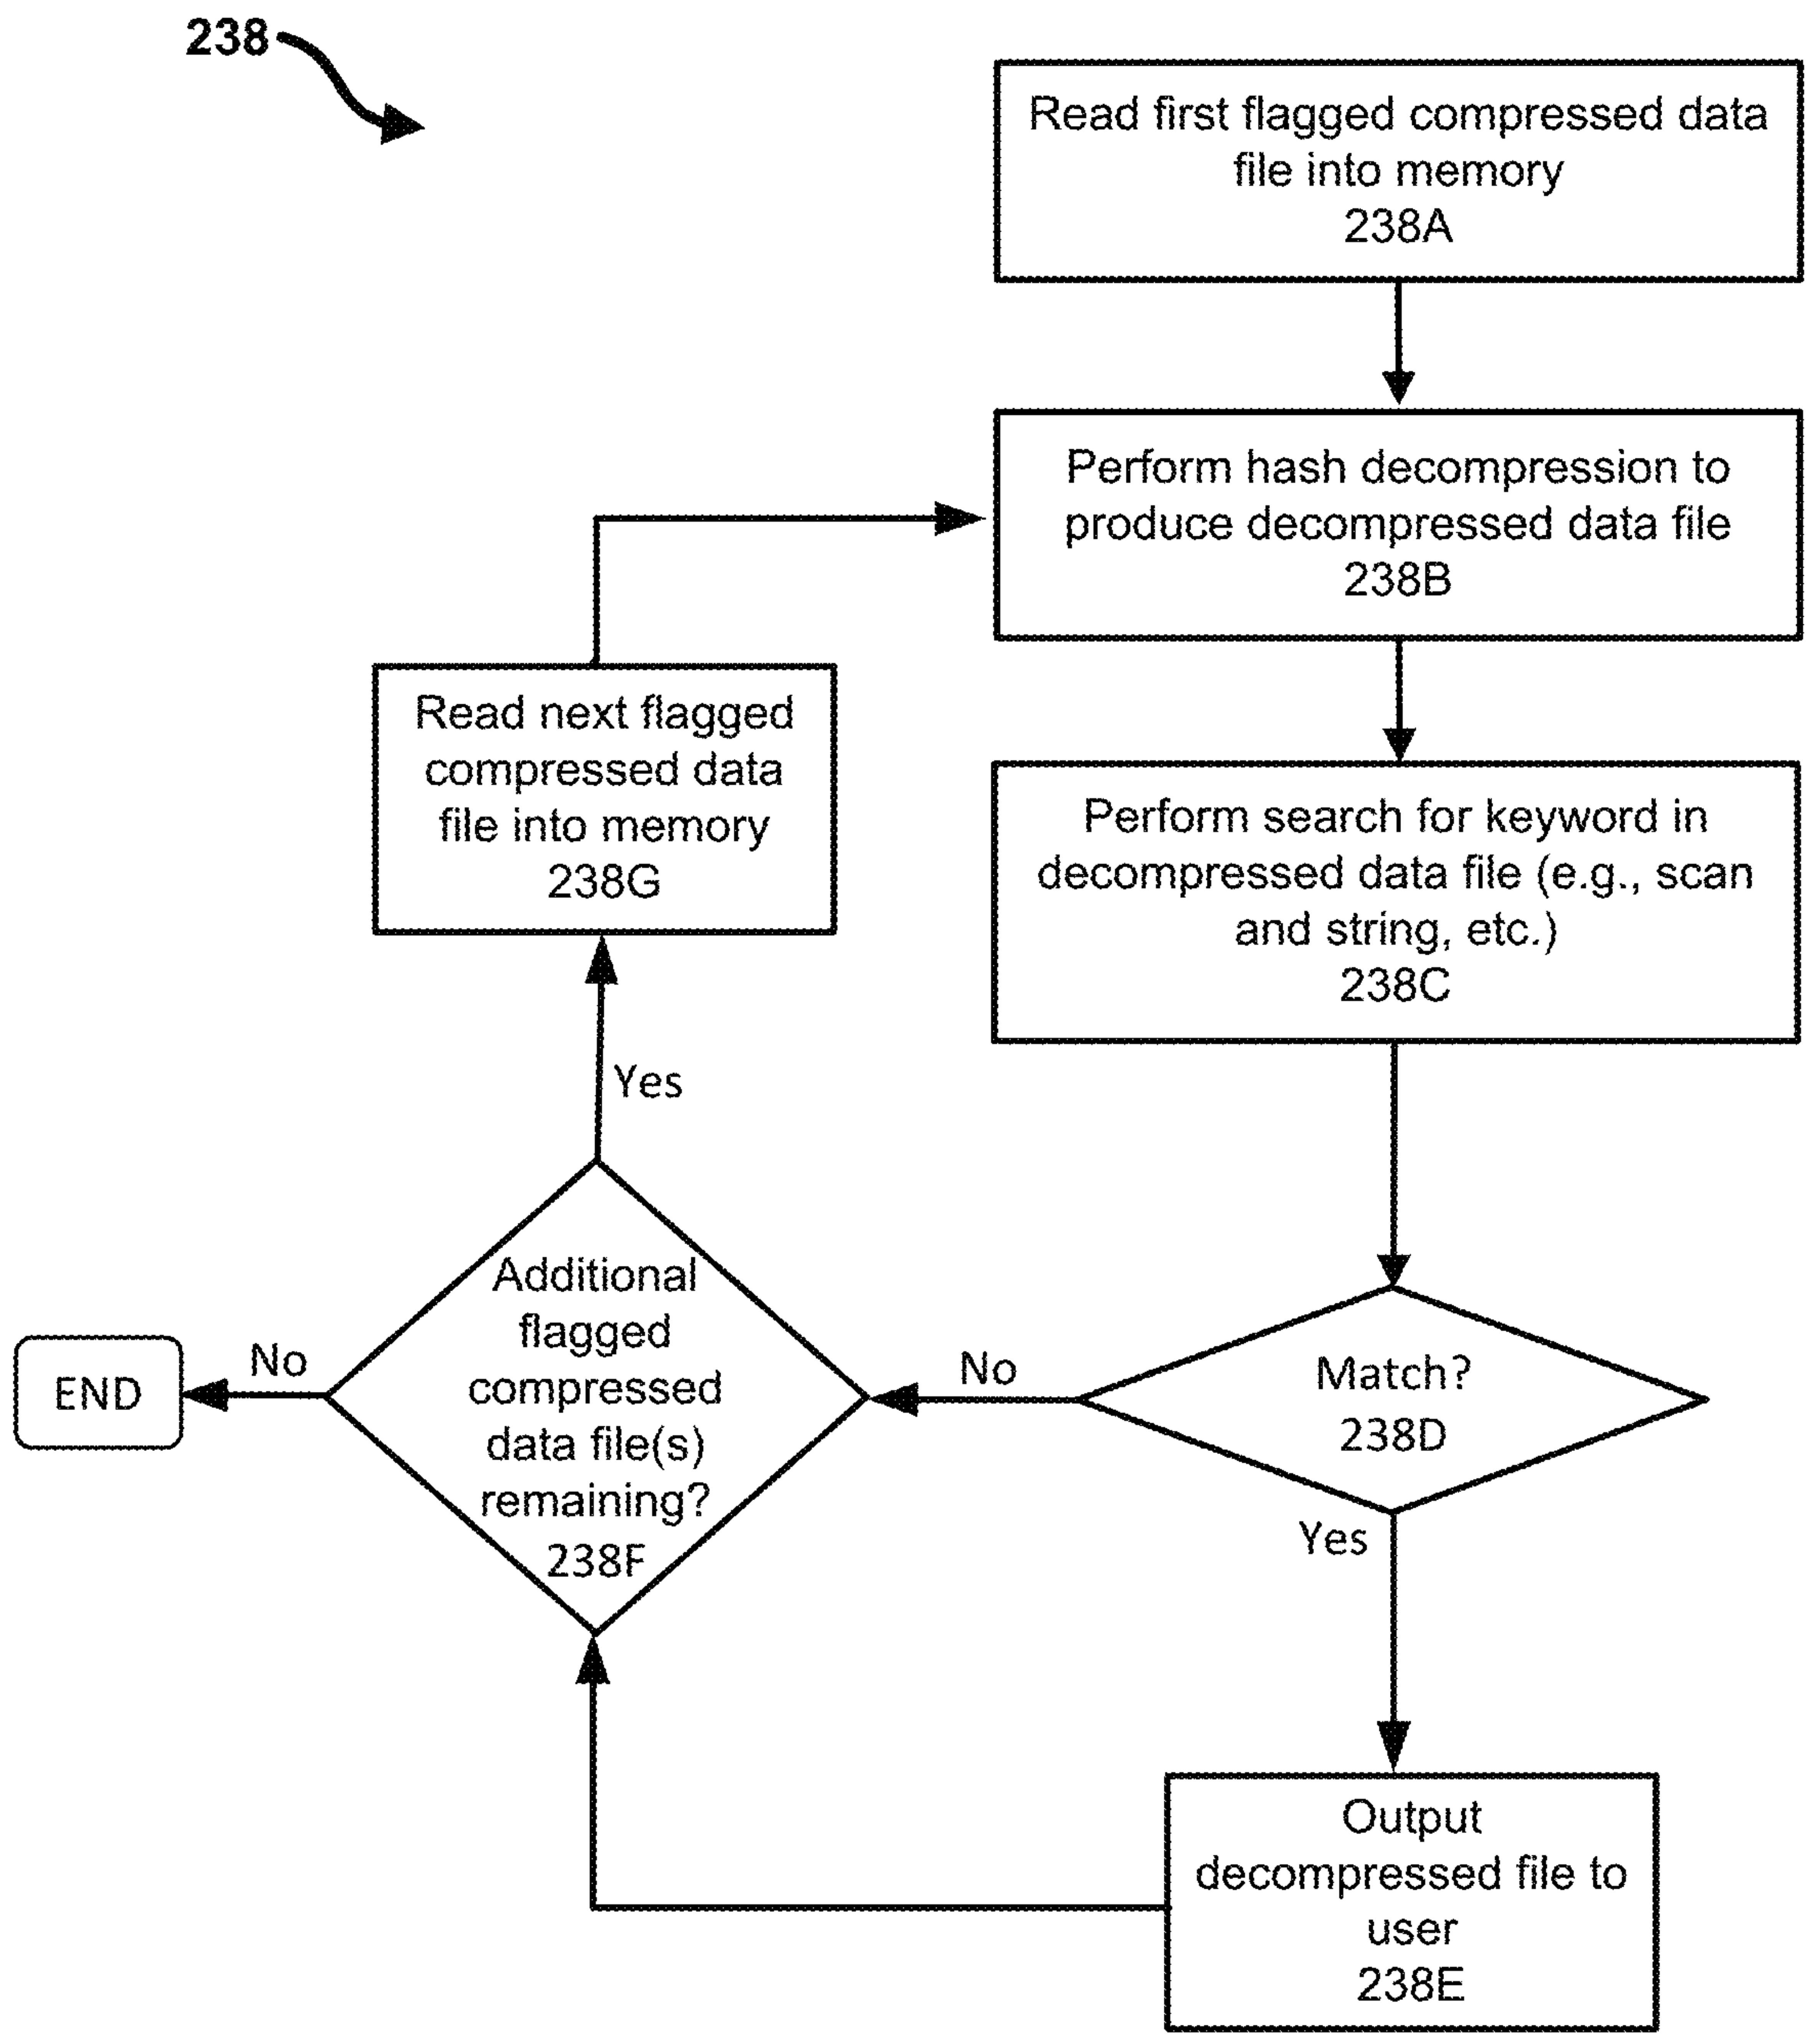 238
Read first flagged compressed data
file into memory
238A
Perform hash decompression to
produce decompressed data file
238B
Read next flagged
compressed data
file into memory
238G
Perform search for keyword in
decompressed data file (e.g., scan
and string, etc.)
238C
Yes
Additional
flagged
compressed
data file(s)
remaining?
238F
No
END
No
Match?
238D
Yes
Output
decompressed file to
user
238E